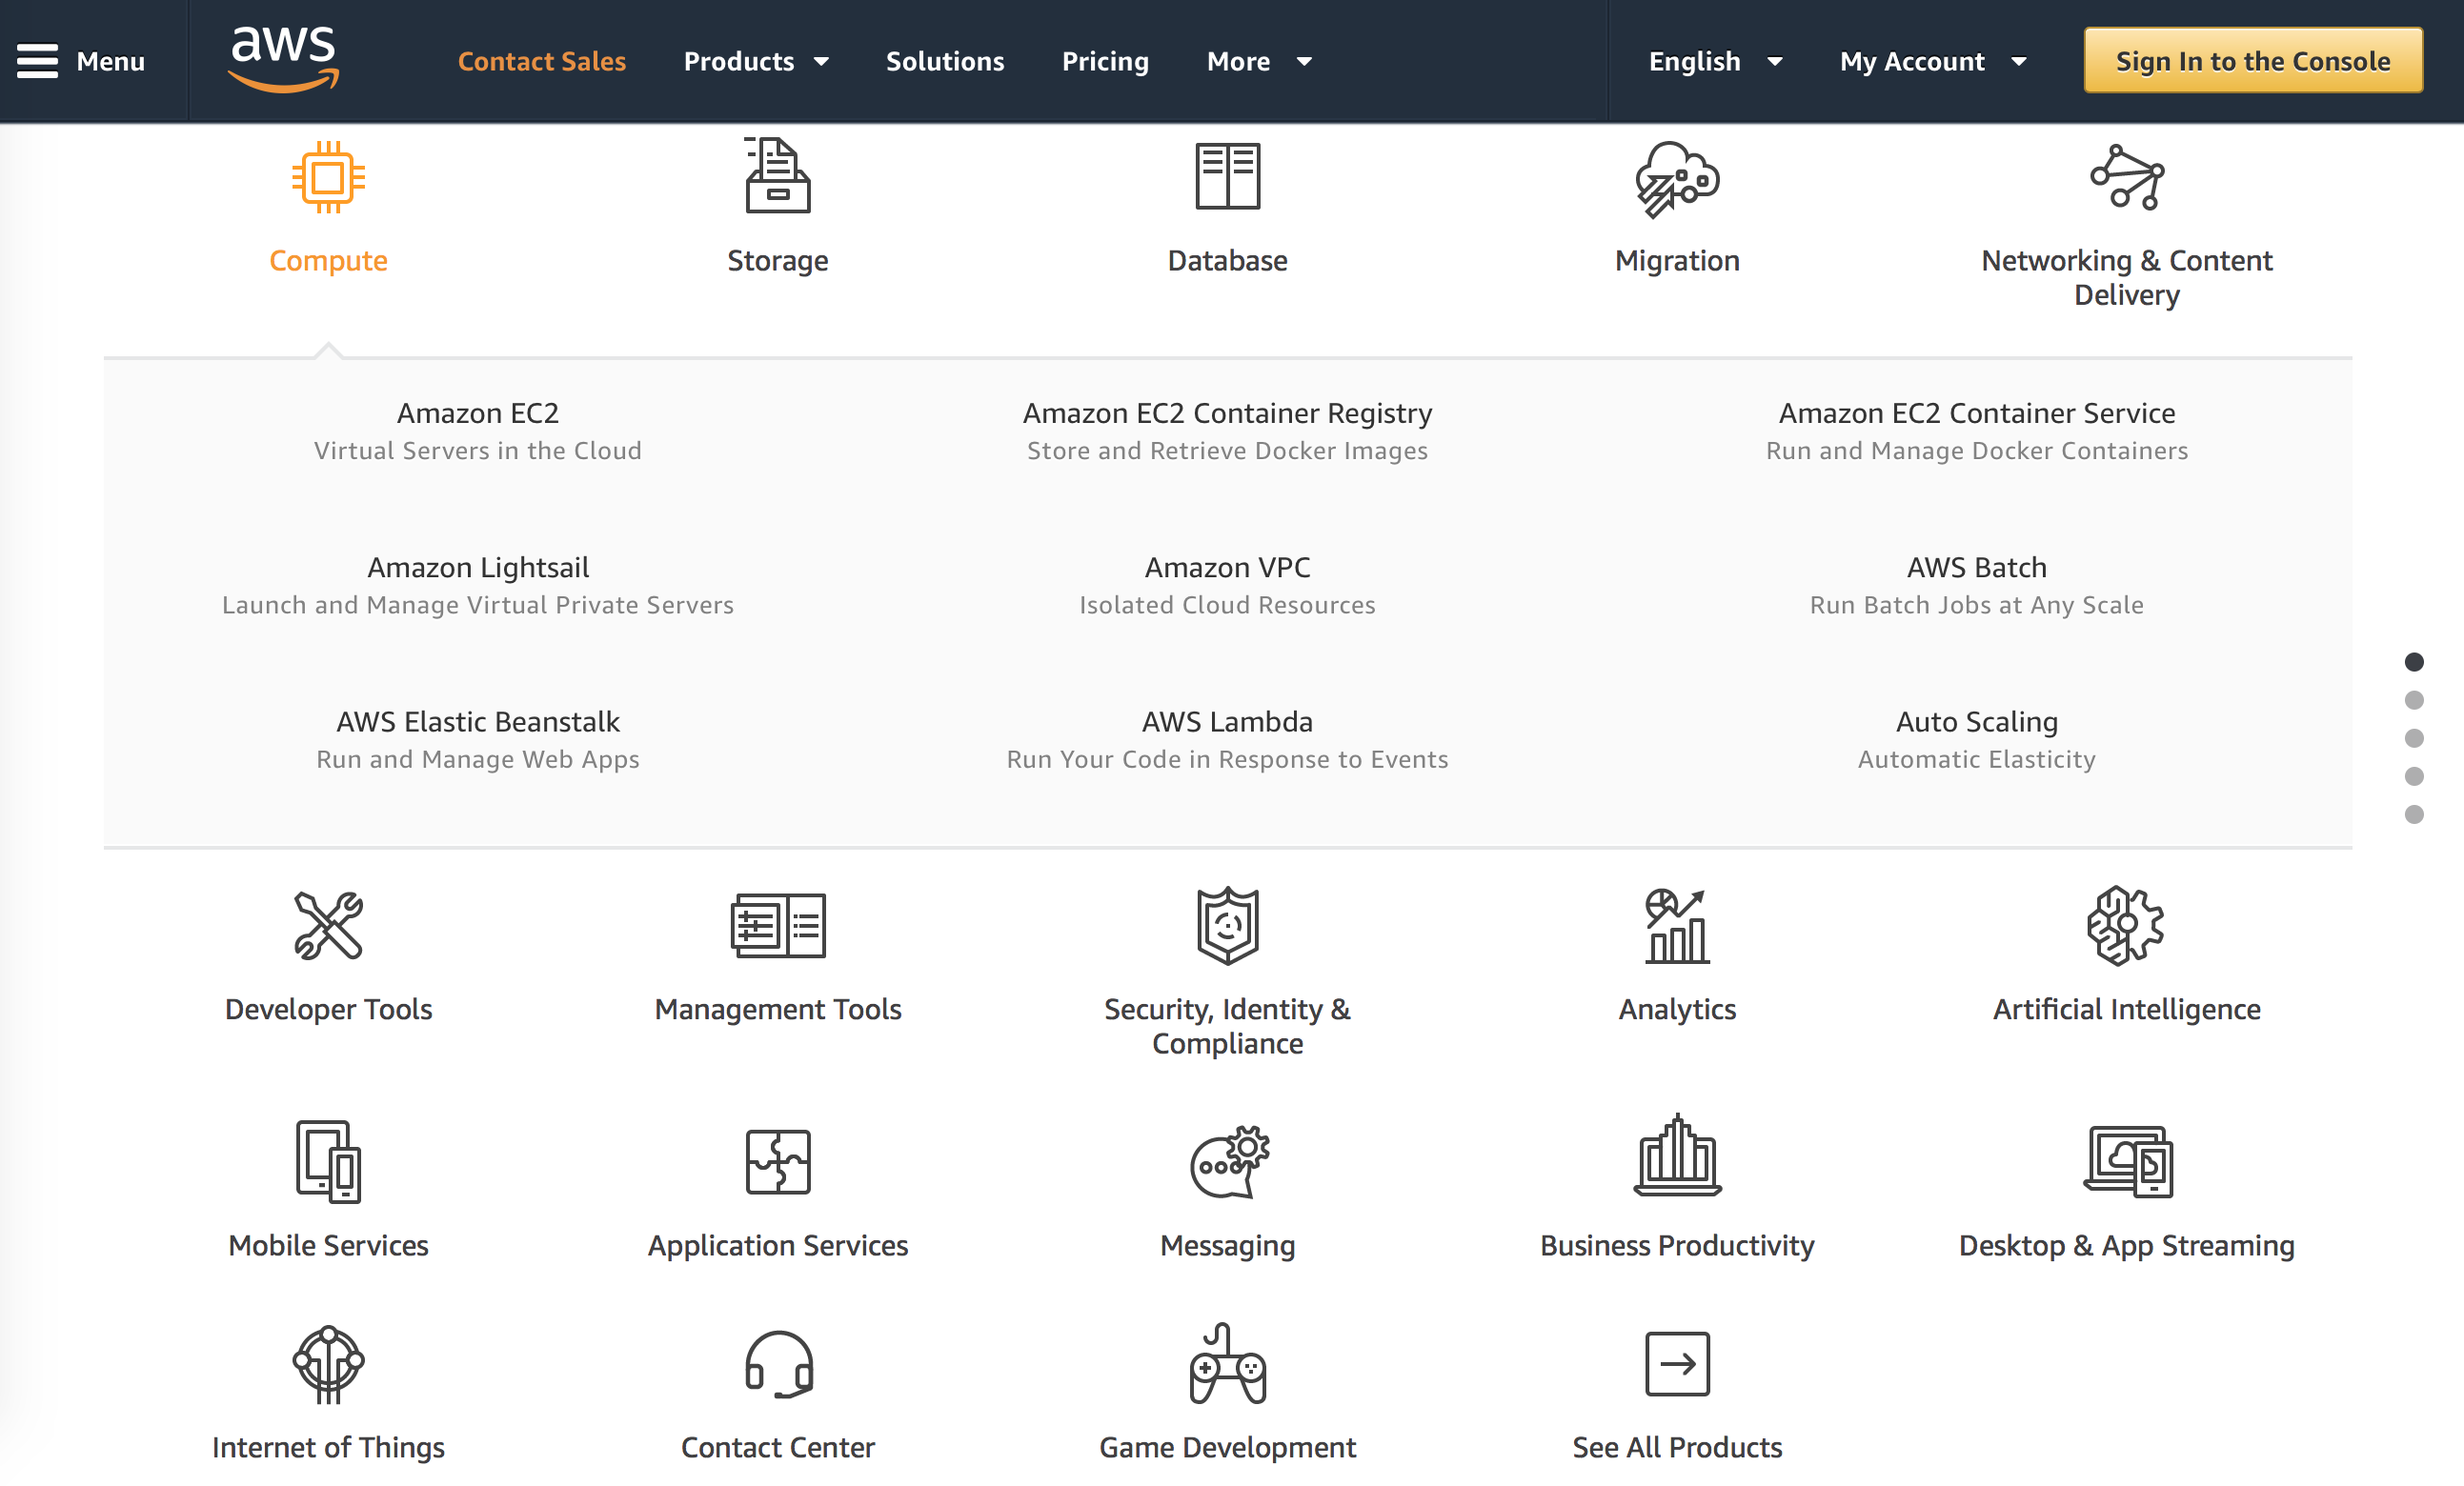 Menu
aws
Contact Sales
Products
Solutions
Pricing
More
English
My Account
Sign In to the Console
Compute
Storage
Database
Migration
Networking & Content
Delivery
Amazon EC2
Virtual Servers in the Cloud
Amazon EC2 Container Registry
Store and Retrieve Docker Images
Amazon EC2 Container Service
Run and Manage Docker Containers
Amazon Lightsail
Launch and Manage Virtual Private Servers
Amazon VPC
Isolated Cloud Resources
AWS Batch
Run Batch Jobs at Any Scale
AWS Elastic Beanstalk
Run and Manage Web Apps
AWS Lambda
Run Your Code in Response to Events
Auto Scaling
Automatic Elasticity
Developer Tools
Management Tools
Security, Identity &
Compliance
Analytics
Artificial Intelligence
Mobile Services
Application Services
Messaging
Business Productivity
Desktop & App Streaming
Internet of Things
Contact Center
Game Development
See All Products